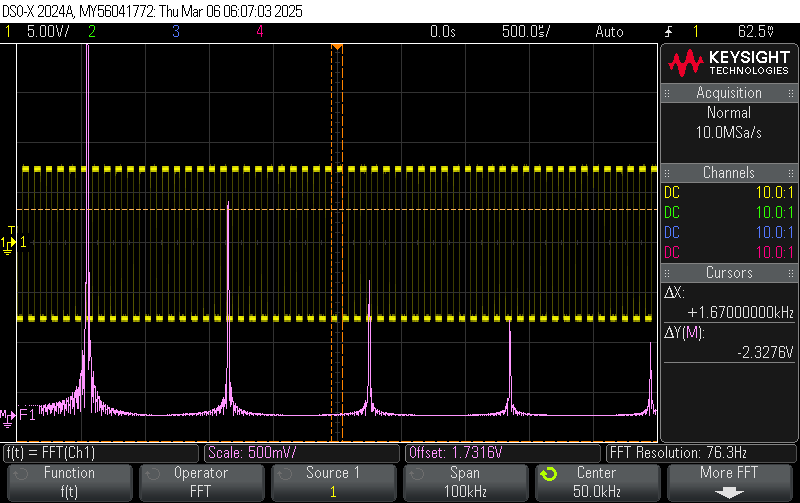 DSO-X 2024A, MY56041772: Thu Mar 06 06:07:03 2025
1 5.00V/ 2 3 4 0.0s 500.0µs/ Auto 1 62.5mV
KEYSIGHT
TECHNOLOGIES
Acquisition
Normal
10.0MSa/s
Channels
DC 10.0:1
DC 10.0:1
DC 10.0:1
DC 10.0:1
Cursors
ΔX:
+1.67000000kHz
ΔY(M):
-2.3276V
T
1 1
M F1
f(t) = FFT(Ch1) Scale: 500mV/ Offset: 1.7316V FFT Resolution: 76.3Hz
Function Operator Source 1 Span Center More FFT
f(t) FFT 1 100kHz 50.0kHz